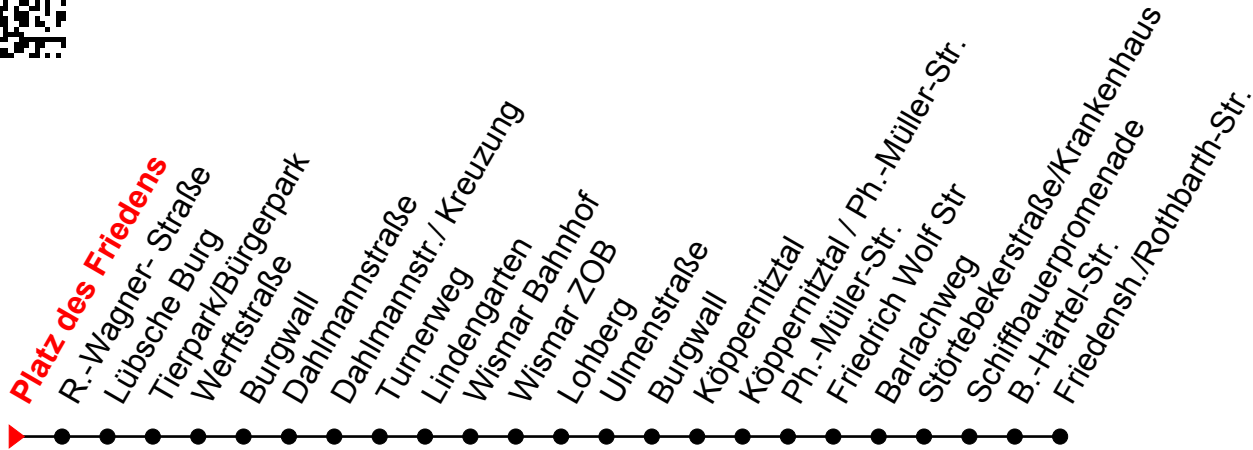 Platz des Friedens
R.-Wagner- Straße
Lübsche Burg
Tierpark/Bürgerpark
Werftstraße
Burgwall
Dahlmannstraße
Dahlmannstr./ Kreuzung
Turnerweg
Lindengarten
Wismar Bahnhof
Wismar ZOB
Lohberg
Ulmenstraße
Burgwall
Köppernitztal
Köppernitztal / Ph.-Müller-Str.
Ph.-Müller-Str.
Friedrich Wolf Str
Barlachweg
Störtebekerstraße/Krankenhaus
Schiffbauerpromenade
B.-Härtel-Str.
Friedensh./Rothbarth-Str.